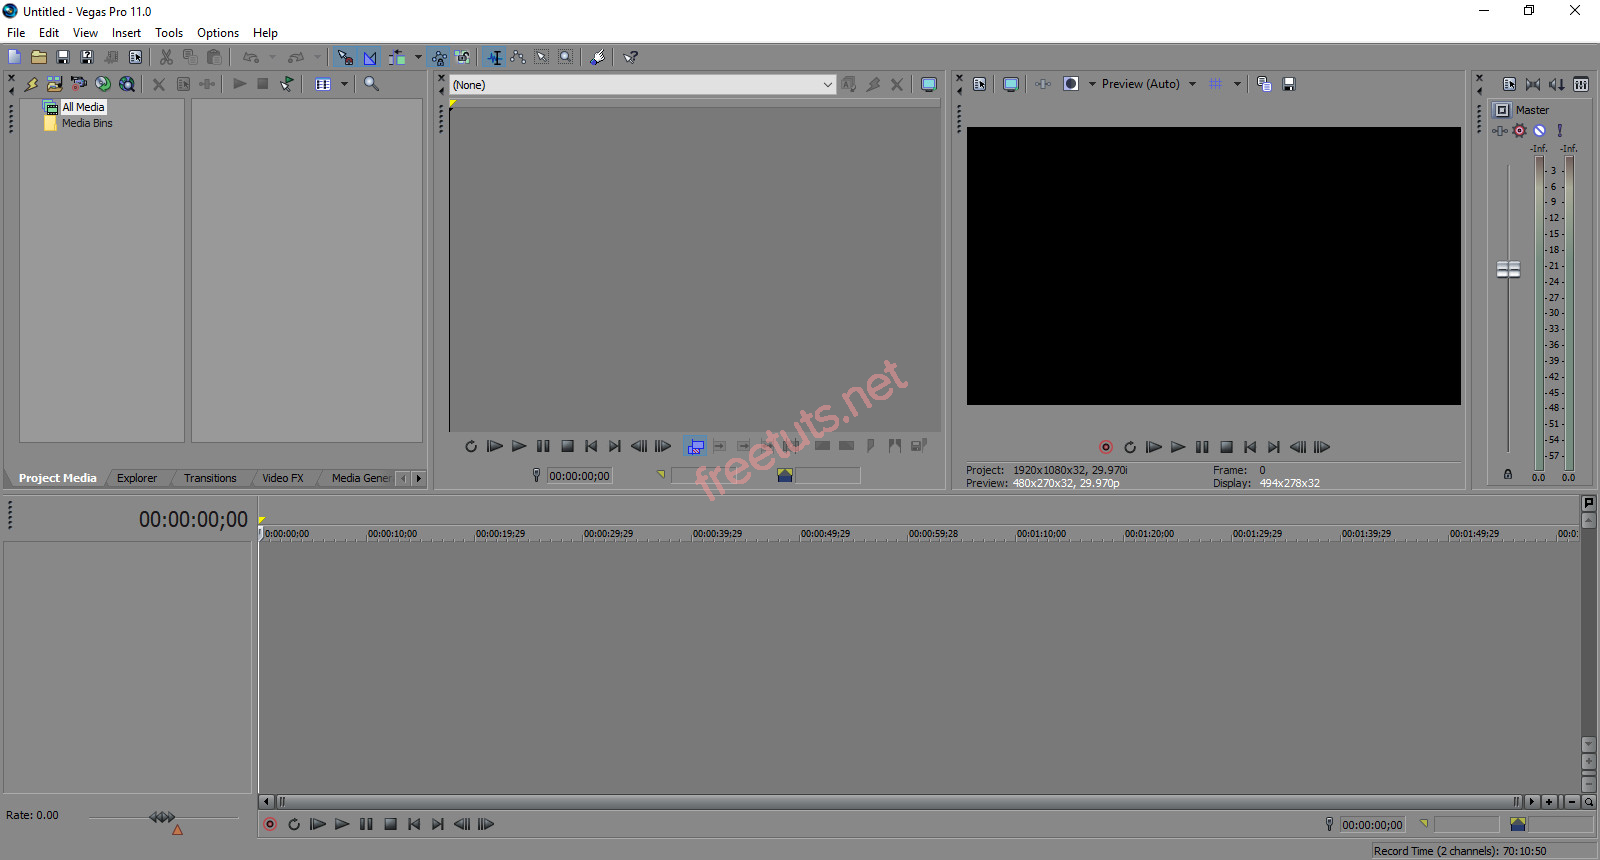 Untitled - Vegas Pro 11.0
File Edit View Insert Tools Options Help
(None)
Preview (Auto)
All Media
Media Bins
Master
-Inf. -Inf.
- 3 -
- 6 -
- 9 -
- 12 -
- 15 -
- 18 -
- 21 -
- 24 -
- 27 -
- 30 -
- 33 -
- 36 -
- 39 -
- 42 -
- 45 -
- 48 -
- 51 -
- 54 -
- 57 -
0.0 0.0
freetuts.net
Project Media Explorer Transitions Video FX Media Gener
00:00:00;00
Project: 1920x1080x32, 29.970i Frame: 0
Preview: 480x270x32, 29.970p Display: 494x278x32
00:00:00;00
0:00:00;00 00:00:10;00 00:00:19;29 00:00:29;29 00:00:39;29 00:00:49;29 00:00:59;28 00:01:10;00 00:01:20;00 00:01:29;29 00:01:39;29 00:01:49;29 00:0
Rate: 0.00
00:00:00;00
Record Time (2 channels): 70:10:50